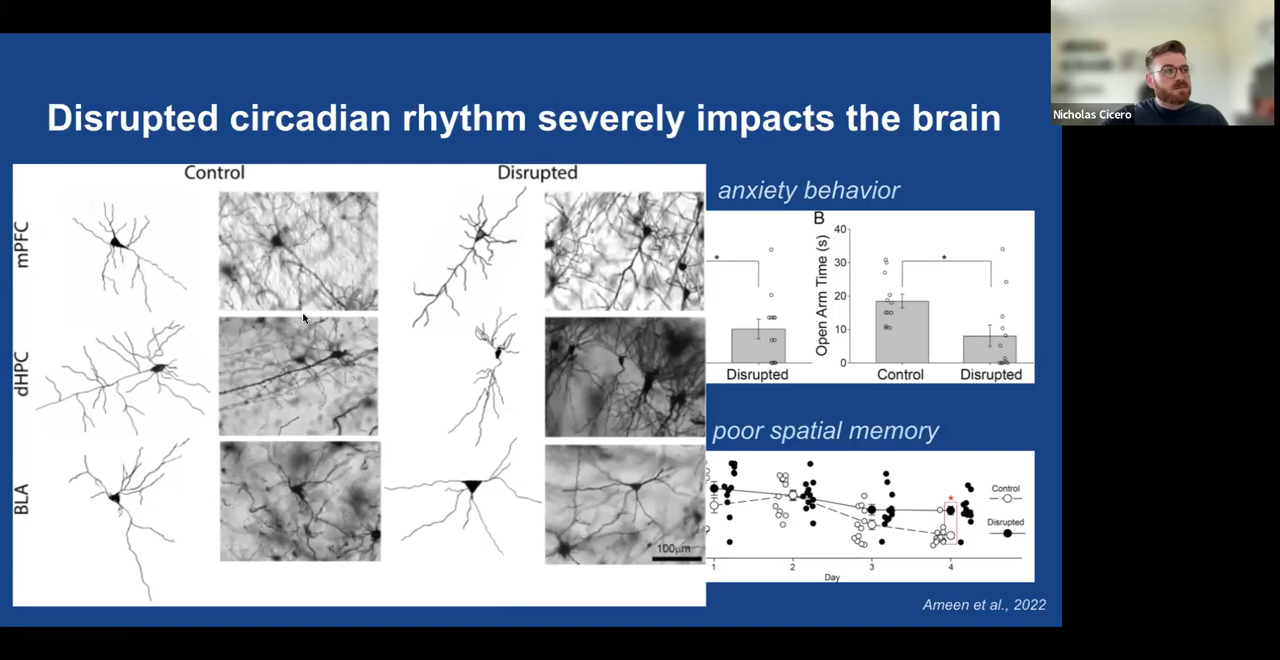 Disrupted circadian rhythm severely impacts the brain
Nicholas Cicero
Control
Disrupted
mPFC
dHPC
BLA
100μm
anxiety behavior
*
Disrupted
B
Open Arm Time (s)
40
30
20
10
0
*
Control
Disrupted
poor spatial memory
*
Control
Disrupted
1
2
3
4
Day
Ameen et al., 2022